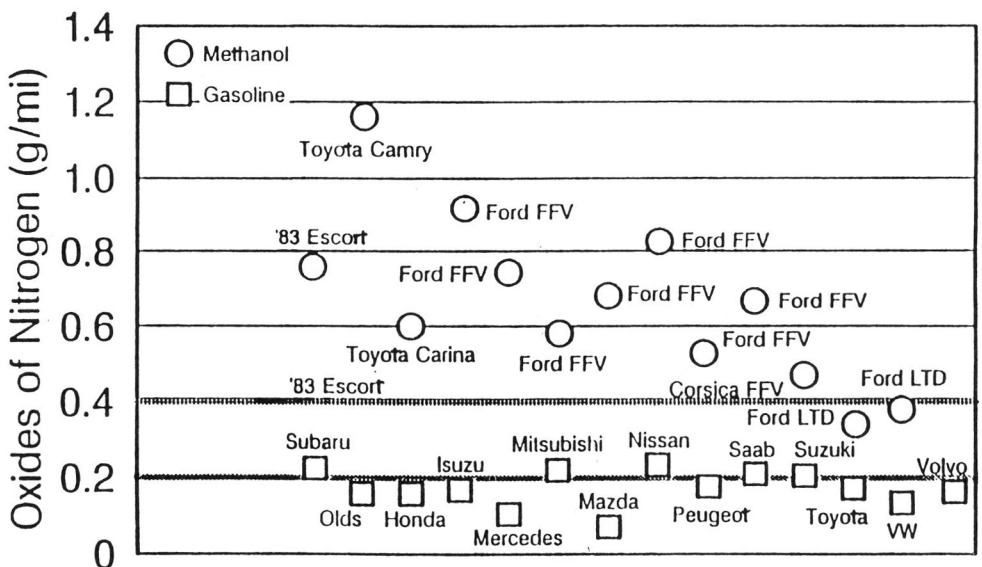 Oxides of Nitrogen (g/mi)
1.4
1.2
1.0
0.8
0.6
0.4
0.2
0
Methanol
Gasoline
Toyota Camry
Ford FFV
'83 Escort
Ford FFV
Ford FFV
Ford FFV
Ford FFV
Toyota Carina
Ford FFV
Ford FFV
'83 Escort
Corsica FFV
Ford LTD
Ford LTD
Subaru
Mitsubishi
Nissan
Saab
Suzuki
Isuzu
Volvo
Olds
Honda
Mercedes
Mazda
Peugeot
Toyota
VW